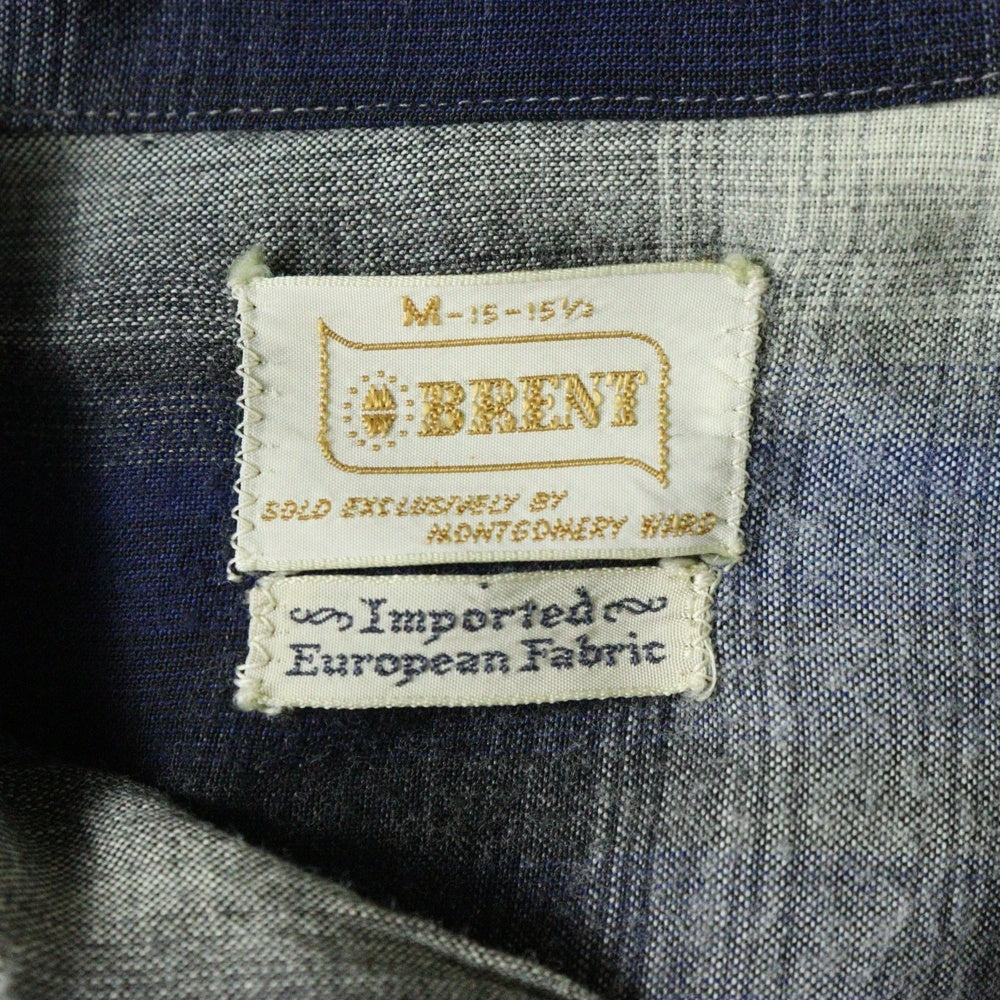 M-15-15½
BRENT
SOLD EXCLUSIVELY BY
MONTGOMERY WARD
Imported
European Fabric